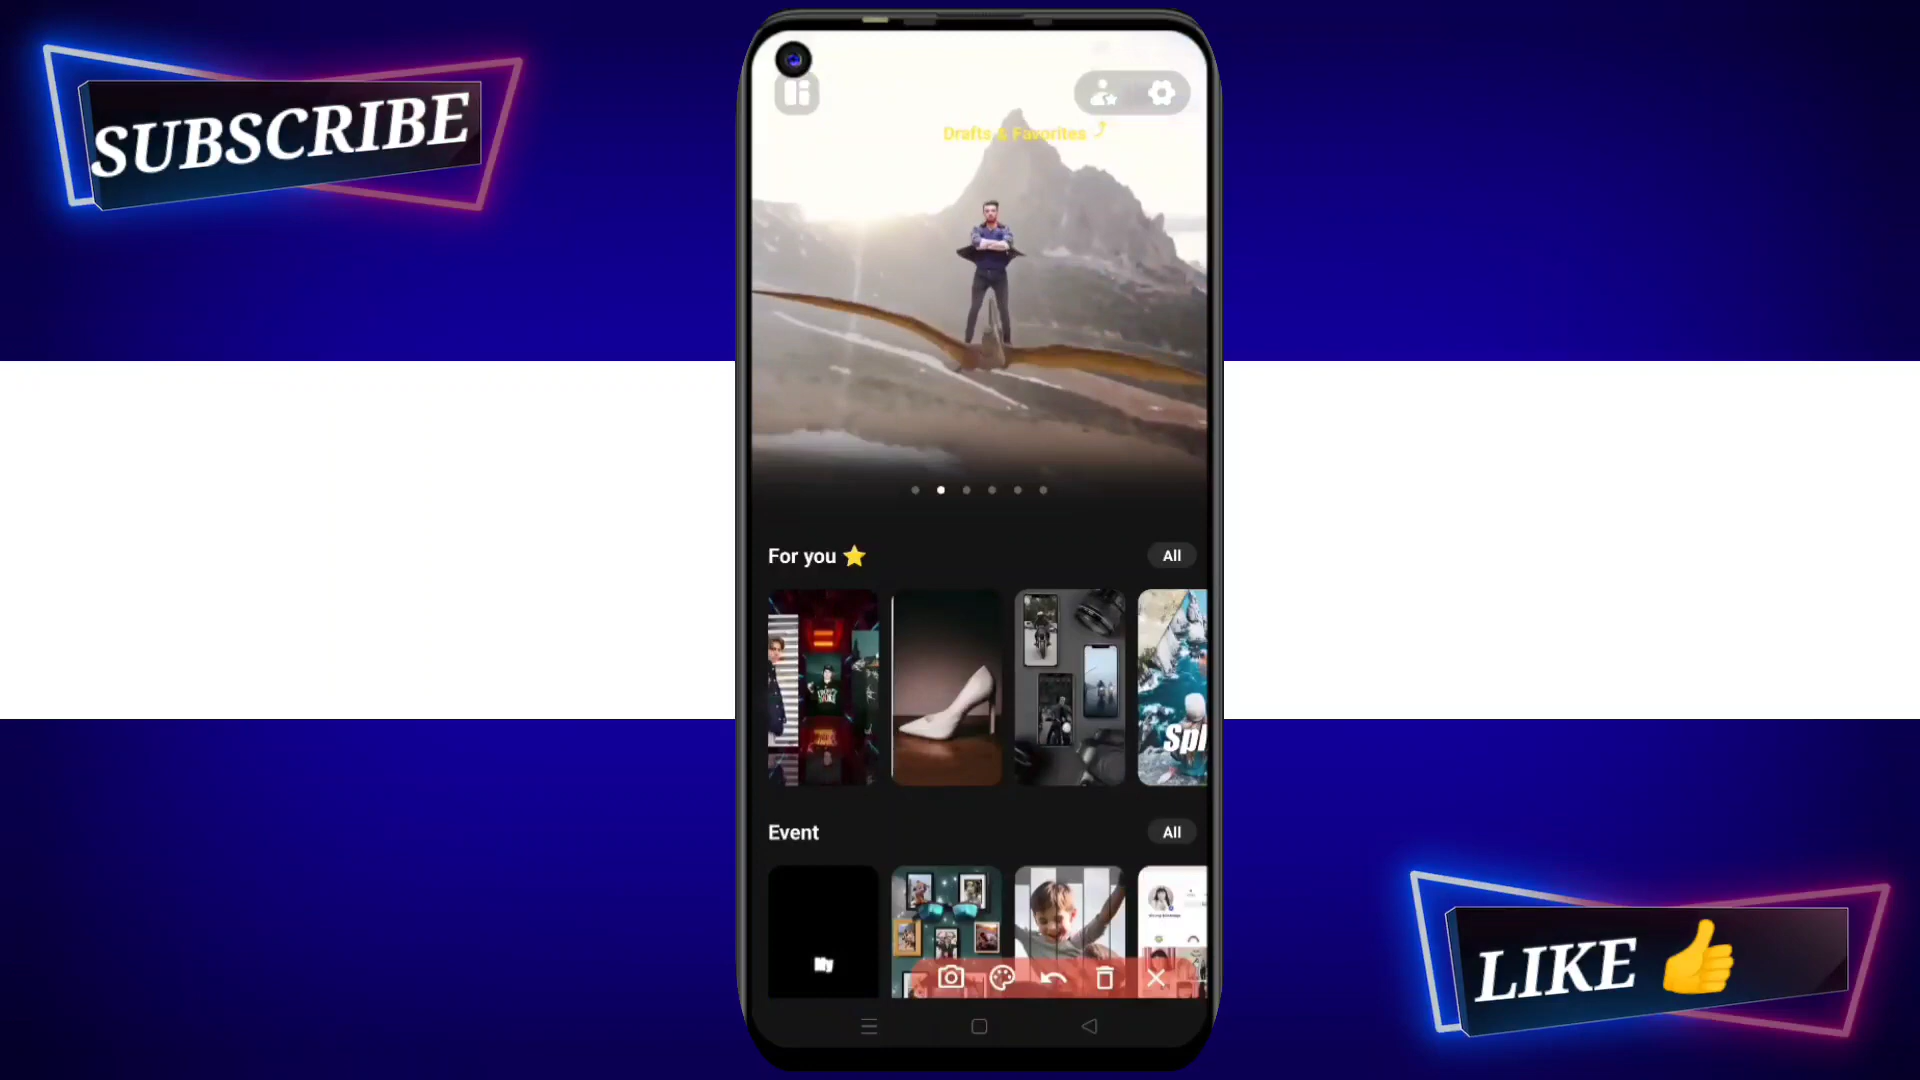 SUBSCRIBE
Drafts & Favorites
For you ⭐
All
Spl
Event
All
LIKE 👍